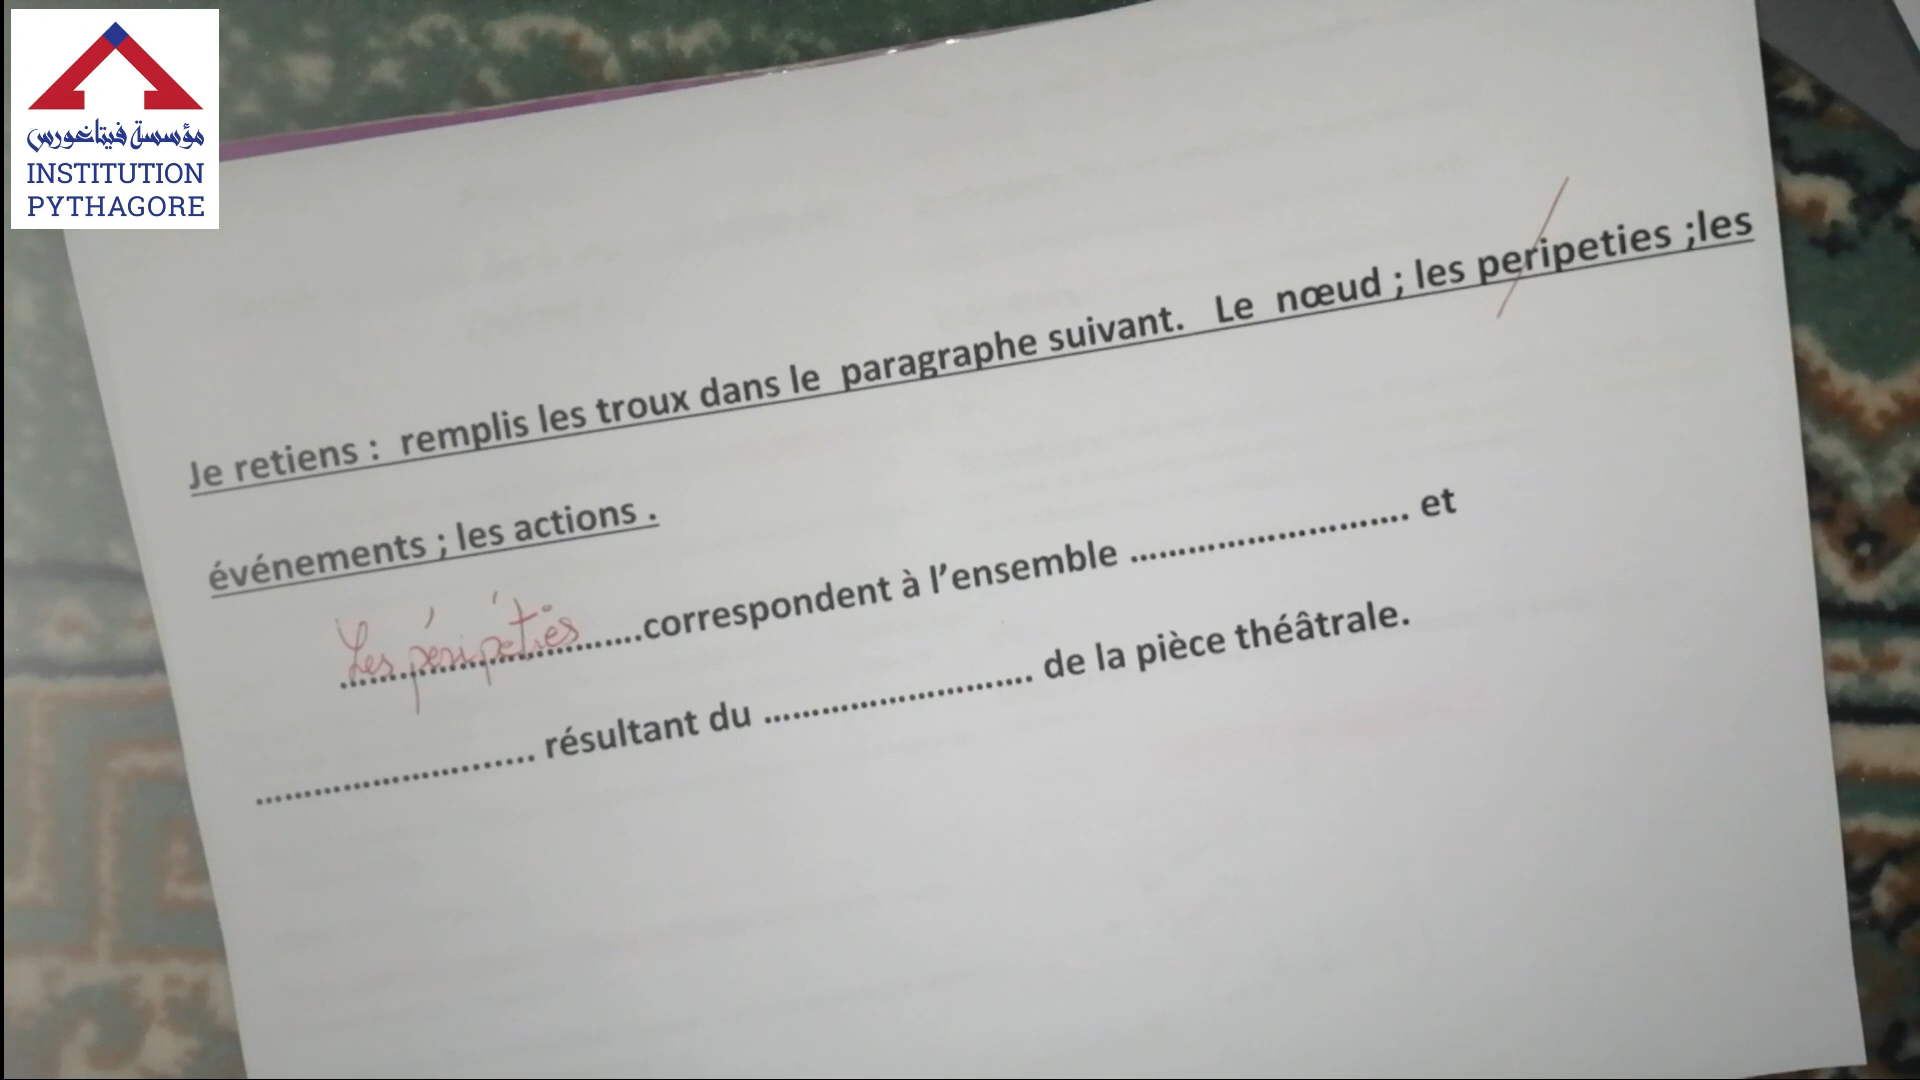 مؤسسة فيتاغورس
INSTITUTION
PYTHAGORE
Je retiens : remplis les troux dans le paragraphe suivant. Le nœud ; les peripeties ;les
événements ; les actions .
Les péripéties......correspondent à l’ensemble ............................. et
............................. résultant du ............................ de la pièce théâtrale.